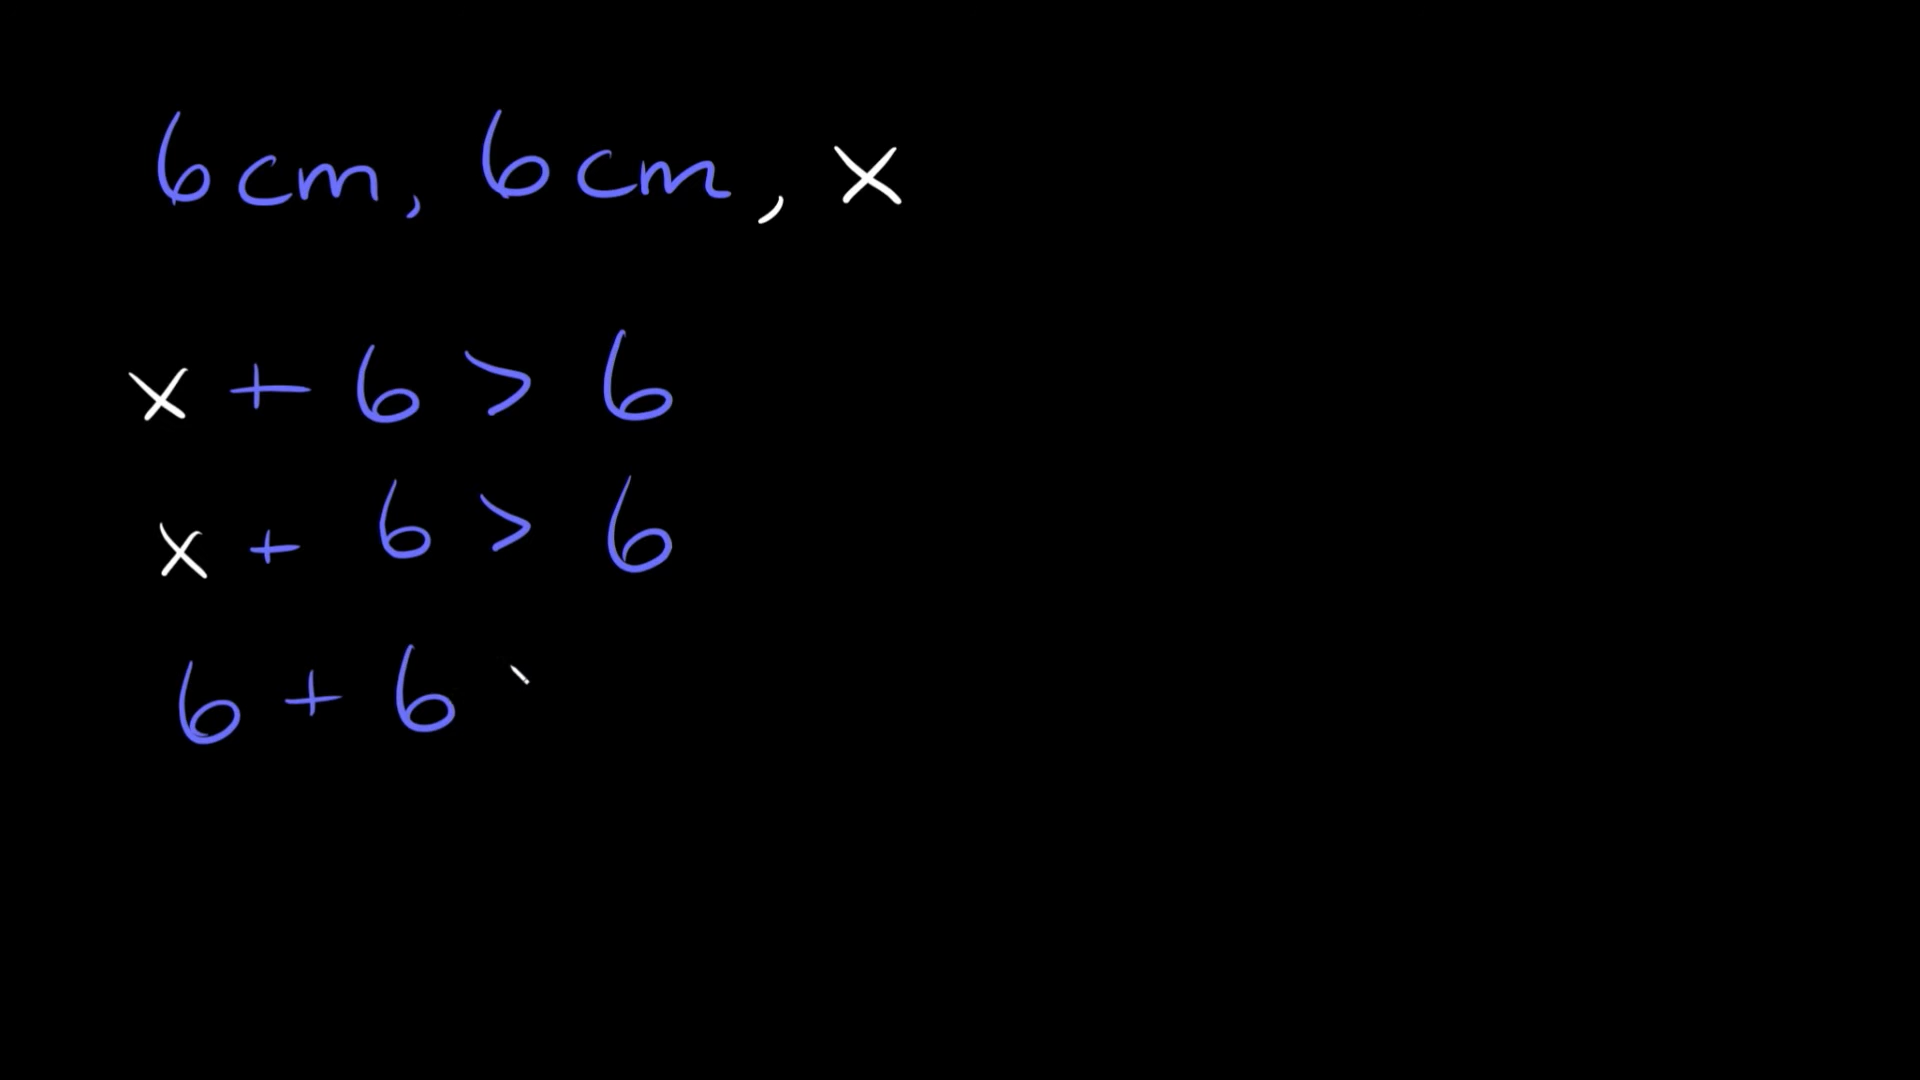 6cm, 6cm, x
x + 6 > 6
x + 6 > 6
6 + 6